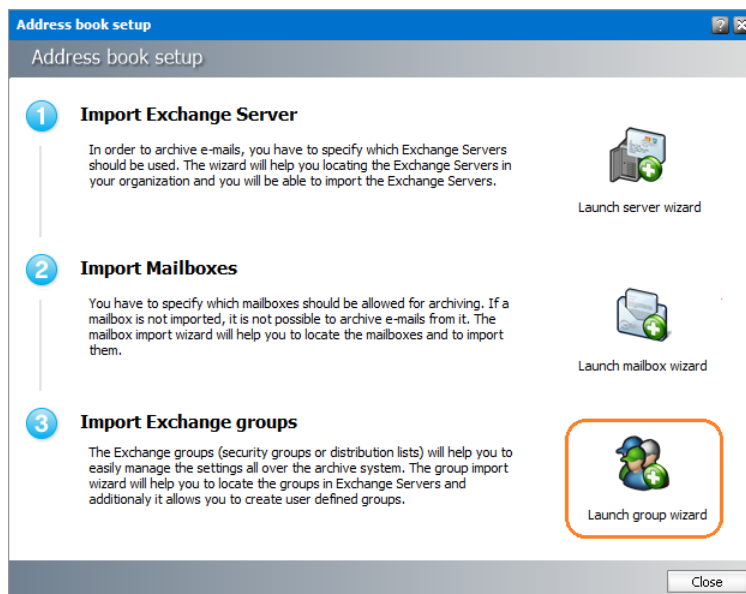 Address book setup
Address book setup
1
Import Exchange Server
In order to archive e-mails, you have to specify which Exchange Servers
should be used. The wizard will help you locating the Exchange Servers in
your organization and you will be able to import the Exchange Servers.
Launch server wizard
2
Import Mailboxes
You have to specify which mailboxes should be allowed for archiving. If a
mailbox is not imported, it is not possible to archive e-mails from it. The
mailbox import wizard will help you to locate the mailboxes and to import
them.
Launch mailbox wizard
3
Import Exchange groups
The Exchange groups (security groups or distribution lists) will help you to
easily manage the settings all over the archive system. The group import
wizard will help you to locate the groups in Exchange Servers and
additionaly it allows you to create user defined groups.
Launch group wizard
Close